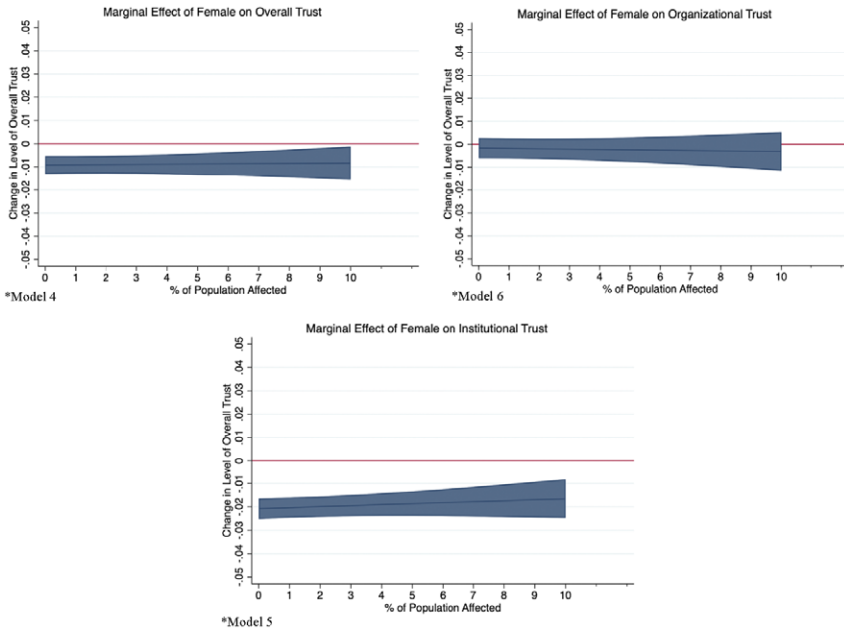 Marginal Effect of Female on Overall Trust
Change in Level of Overall Trust
.05
.04
.03
.02
.01
0
-.01
-.02
-.03
-.04
-.05
0 1 2 3 4 5 6 7 8 9 10
% of Population Affected
*Model 4
Marginal Effect of Female on Organizational Trust
Change in Level of Overall Trust
.05
.04
.03
.02
.01
0
-.01
-.02
-.03
-.04
-.05
0 1 2 3 4 5 6 7 8 9 10
% of Population Affected
*Model 6
Marginal Effect of Female on Institutional Trust
Change in Level of Overall Trust
.05
.04
.03
.02
.01
0
-.01
-.02
-.03
-.04
-.05
0 1 2 3 4 5 6 7 8 9 10
% of Population Affected
*Model 5